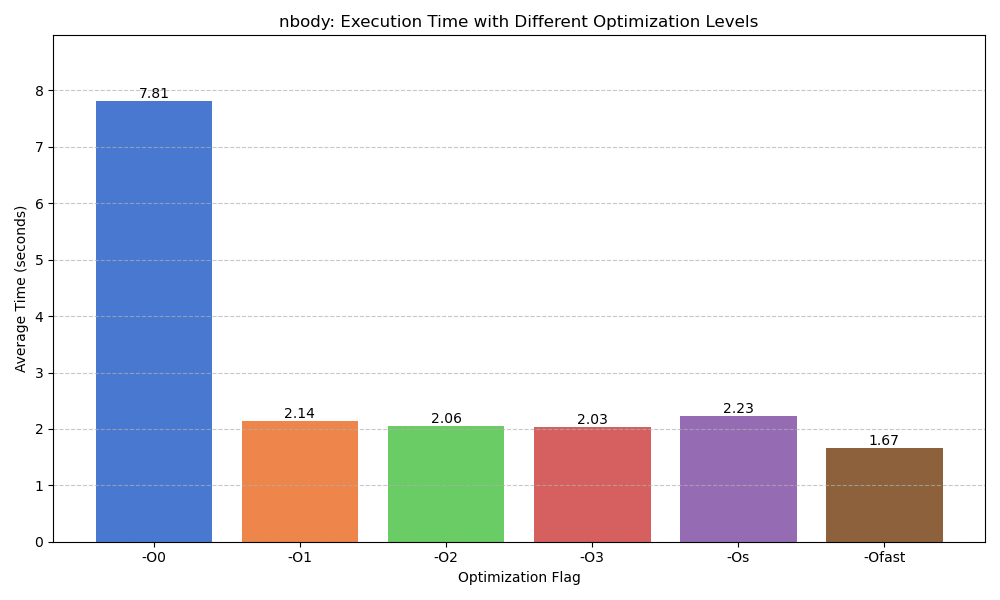 nbody: Execution Time with Different Optimization Levels
Average Time (seconds)
8
7
6
5
4
3
2
1
0
7.81
2.14
2.06
2.03
2.23
1.67
-O0
-O1
-O2
-O3
-Os
-Ofast
Optimization Flag